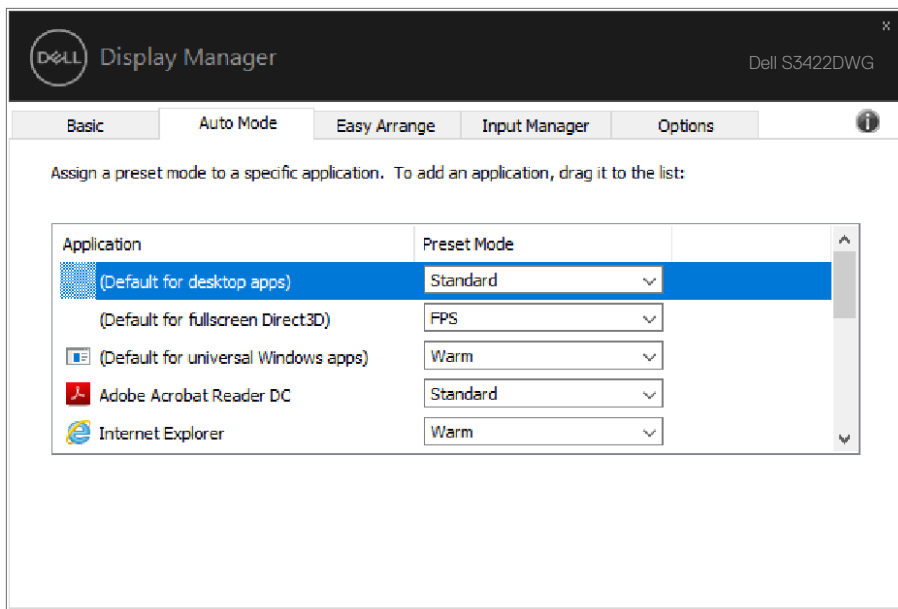 DELL Display Manager
x
Dell S3422DWG
Basic Auto Mode Easy Arrange Input Manager Options
Assign a preset mode to a specific application. To add an application, drag it to the list:
Application Preset Mode
(Default for desktop apps) Standard
(Default for fullscreen Direct3D) FPS
(Default for universal Windows apps) Warm
Adobe Acrobat Reader DC Standard
Internet Explorer Warm